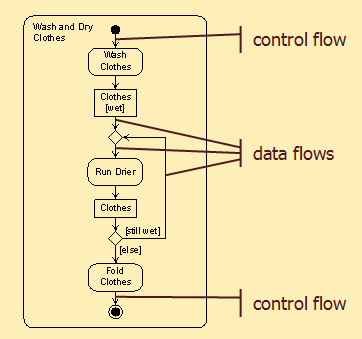 Wash and Dry
Clothes
control flow
Wash
Clothes
Clothes
[wet]
data flows
Run Drier
Clothes
[still wet]
[else]
Fold
Clothes
control flow